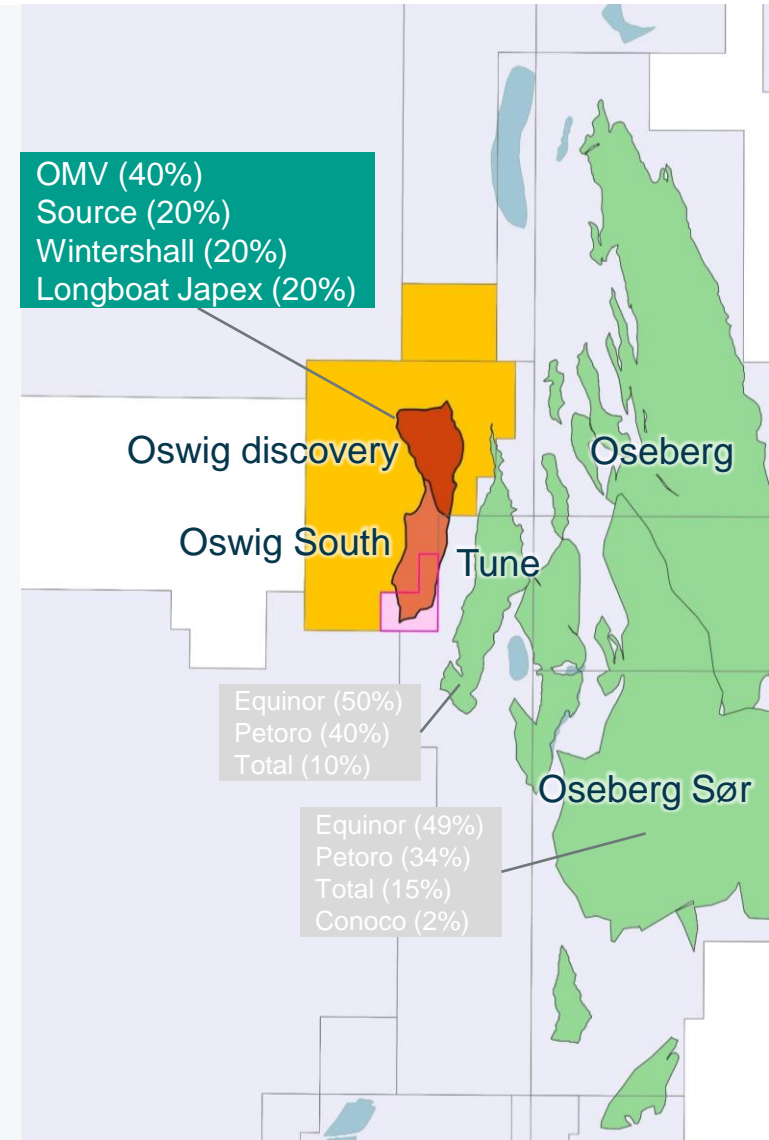 OMV (40%)
Source (20%)
Wintershall (20%)
Longboat Japex (20%)
Oswig discovery
Oseberg
Oswig South
Tune
Equinor (50%)
Petoro (40%)
Total (10%)
Oseberg Sør
Equinor (49%)
Petoro (34%)
Total (15%)
Conoco (2%)